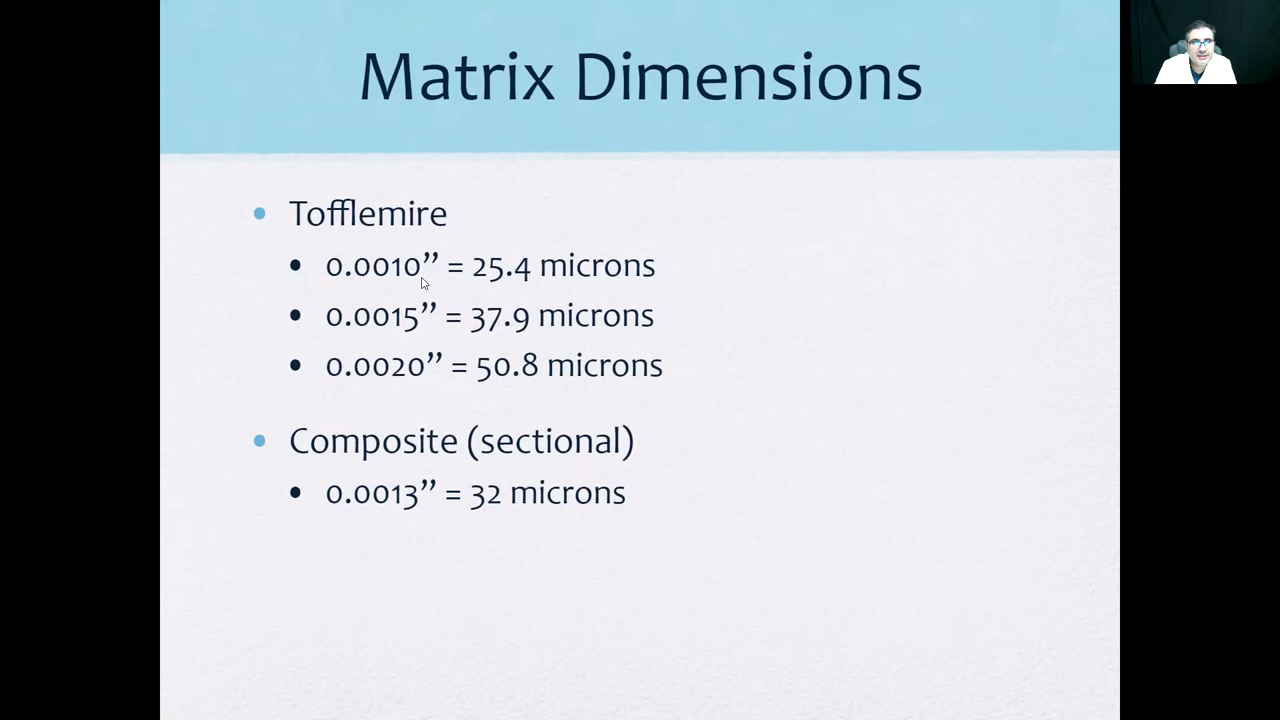 Matrix Dimensions
• Tofflemire
• 0.0010” = 25.4 microns
• 0.0015” = 37.9 microns
• 0.0020” = 50.8 microns
• Composite (sectional)
• 0.0013” = 32 microns